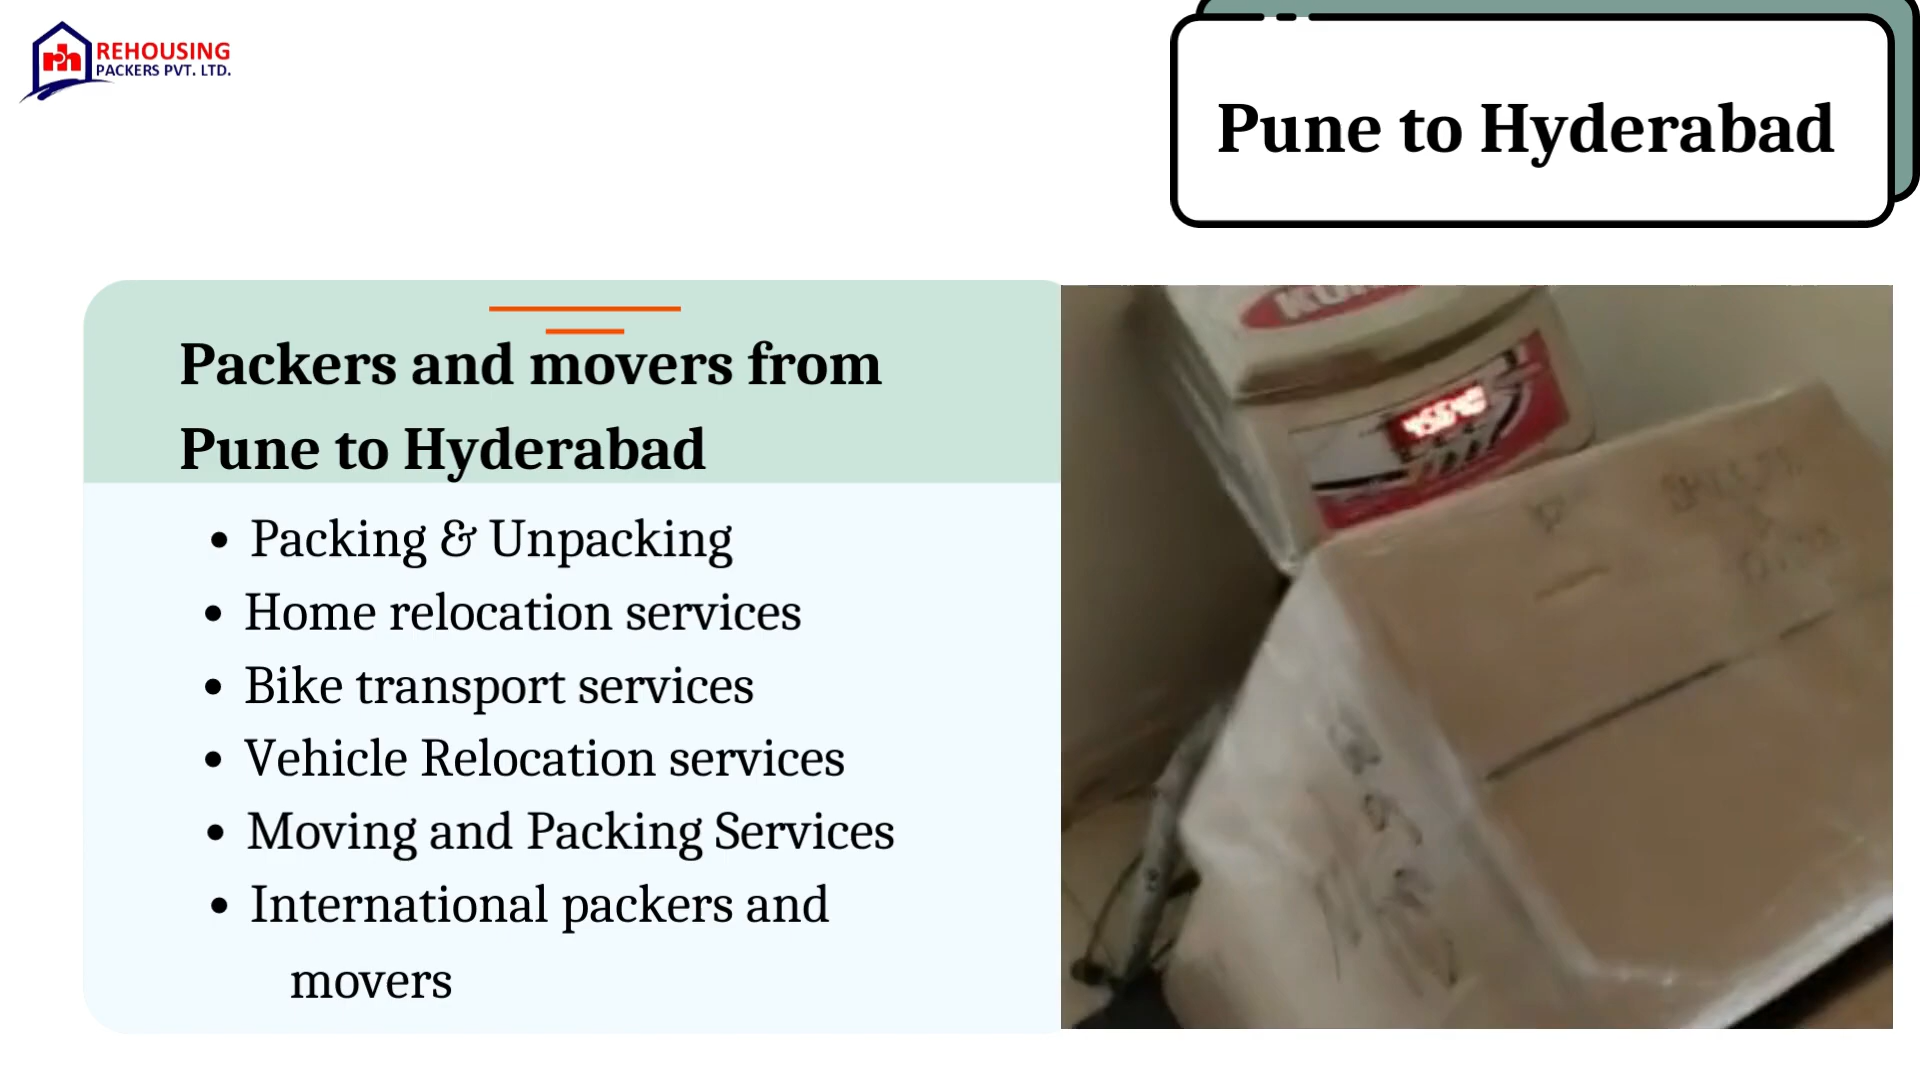 REHOUSING
PACKERS PVT. LTD.
Pune to Hyderabad
Packers and movers from
Pune to Hyderabad
• Packing & Unpacking
• Home relocation services
• Bike transport services
• Vehicle Relocation services
• Moving and Packing Services
• International packers and
movers